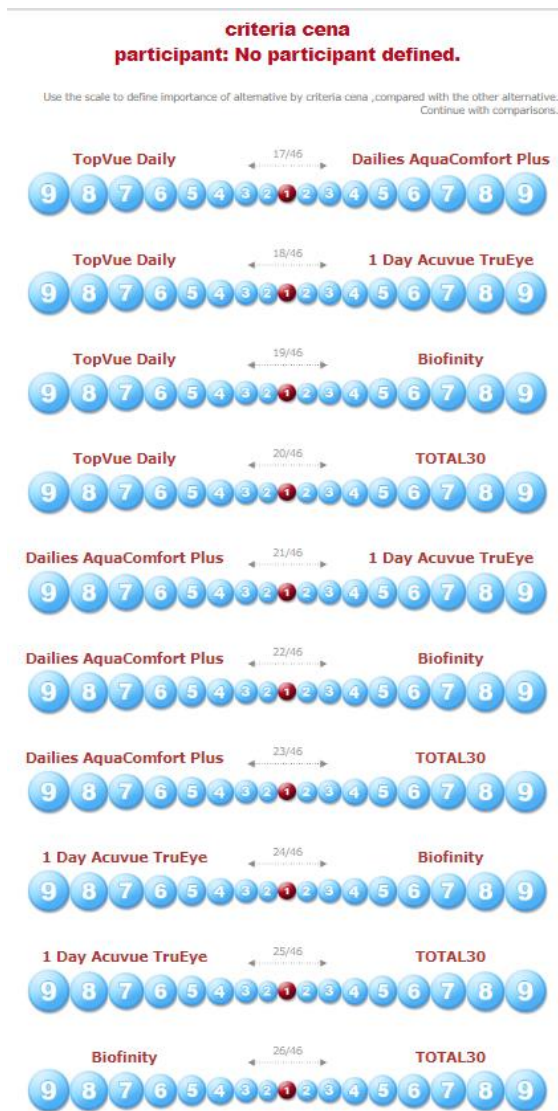 criteria cena
participant: No participant defined.
Use the scale to define importance of alternative by criteria cena ,compared with the other alternative.
Continue with comparisons.
TopVue Daily 17/46 Dailies AquaComfort Plus
9 8 7 6 5 4 3 2 1 2 3 4 5 6 7 8 9
TopVue Daily 18/46 1 Day Acuvue TruEye
9 8 7 6 5 4 3 2 1 2 3 4 5 6 7 8 9
TopVue Daily 19/46 Biofinity
9 8 7 6 5 4 3 2 1 2 3 4 5 6 7 8 9
TopVue Daily 20/46 TOTAL30
9 8 7 6 5 4 3 2 1 2 3 4 5 6 7 8 9
Dailies AquaComfort Plus 21/46 1 Day Acuvue TruEye
9 8 7 6 5 4 3 2 1 2 3 4 5 6 7 8 9
Dailies AquaComfort Plus 22/46 Biofinity
9 8 7 6 5 4 3 2 1 2 3 4 5 6 7 8 9
Dailies AquaComfort Plus 23/46 TOTAL30
9 8 7 6 5 4 3 2 1 2 3 4 5 6 7 8 9
1 Day Acuvue TruEye 24/46 Biofinity
9 8 7 6 5 4 3 2 1 2 3 4 5 6 7 8 9
1 Day Acuvue TruEye 25/46 TOTAL30
9 8 7 6 5 4 3 2 1 2 3 4 5 6 7 8 9
Biofinity 26/46 TOTAL30
9 8 7 6 5 4 3 2 1 2 3 4 5 6 7 8 9